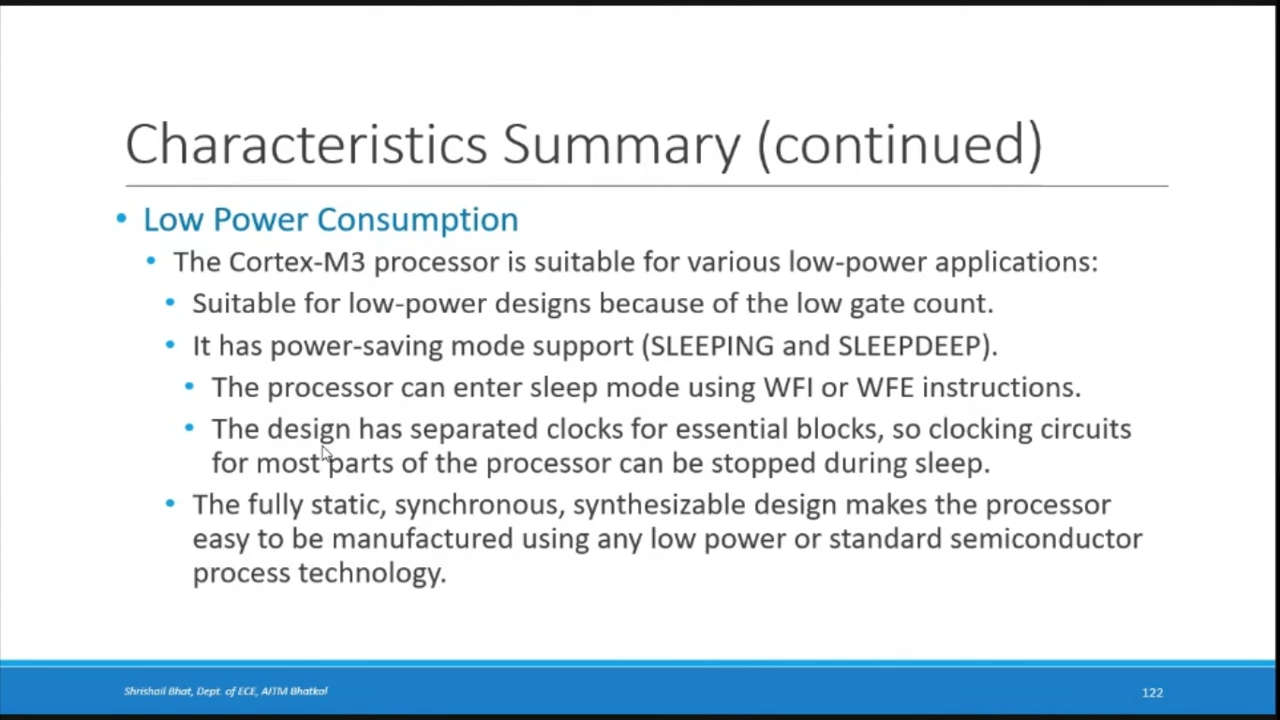 Characteristics Summary (continued)
• Low Power Consumption
• The Cortex-M3 processor is suitable for various low-power applications:
• Suitable for low-power designs because of the low gate count.
• It has power-saving mode support (SLEEPING and SLEEPDEEP).
• The processor can enter sleep mode using WFI or WFE instructions.
• The design has separated clocks for essential blocks, so clocking circuits
for most parts of the processor can be stopped during sleep.
• The fully static, synchronous, synthesizable design makes the processor
easy to be manufactured using any low power or standard semiconductor
process technology.
Shrishail Bhat, Dept. of ECE, AITM Bhatkal
122